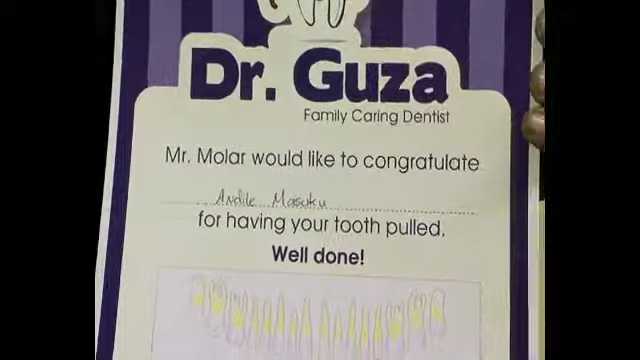 Dr. Guza
Family Caring Dentist
Mr. Molar would like to congratulate
Andile Masuku
for having your tooth pulled.
Well done!